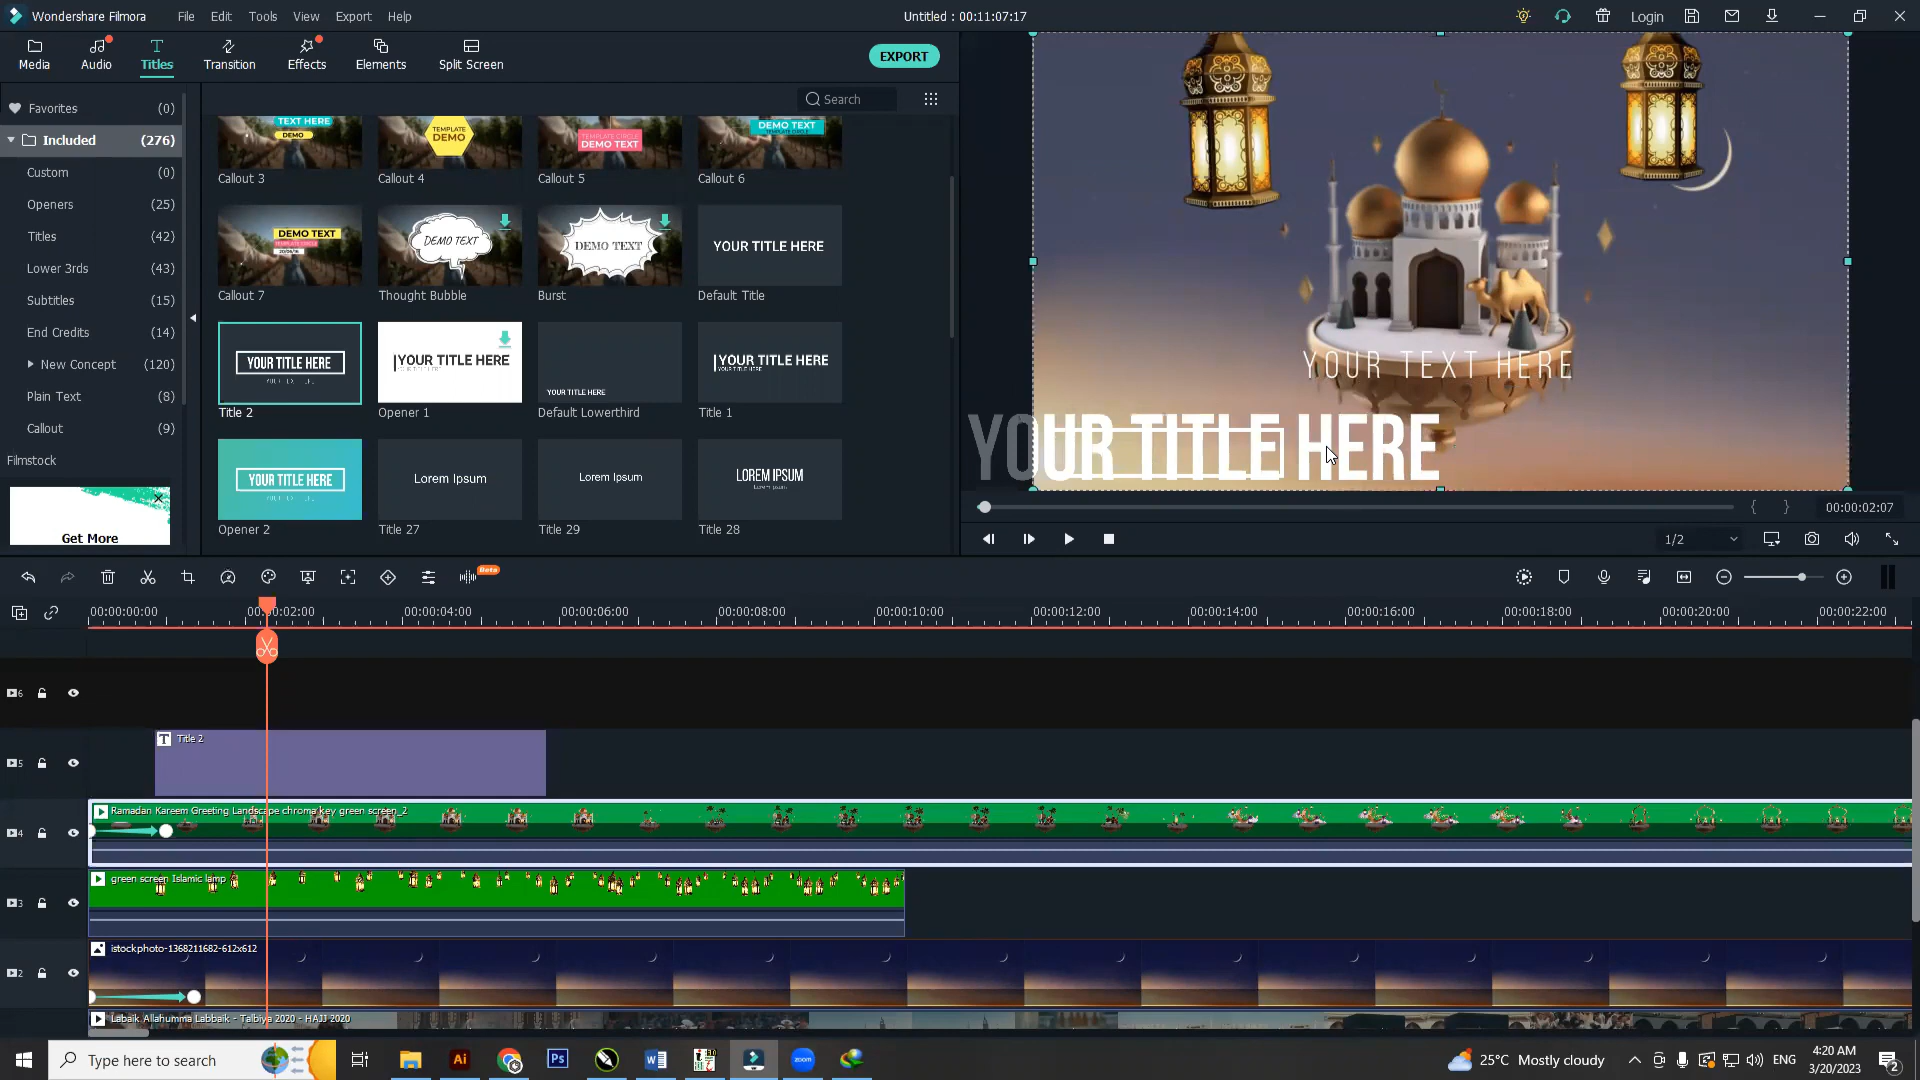 Wondershare Filmora
File Edit Tools View Export Help
Untitled : 00:11:07:17
Login
Media Audio Titles Transition Effects Elements Split Screen
EXPORT
Favorites (0)
Search
Included (276)
Custom (0)
Openers (25)
Titles (42)
Lower 3rds (43)
Subtitles (15)
End Credits (14)
New Concept (120)
Plain Text (8)
Callout (9)
Filmstock
Get More
TEXT HERE
DEMO
TEMPLATE
DEMO
TEMPLATE CIRCLE
DEMO TEXT
DEMO TEXT
Callout 3 Callout 4 Callout 5 Callout 6
DEMO TEXT
DEMO TEXT
DEMO TEXT
YOUR TITLE HERE
Callout 7 Thought Bubble Burst Default Title
YOUR TITLE HERE
YOUR TITLE HERE
YOUR TITLE HERE
YOUR TITLE HERE
Title 2 Opener 1 Default Lowerthird Title 1
YOUR TITLE HERE
Lorem Ipsum
Lorem Ipsum
LOREM IPSUM
Opener 2 Title 27 Title 29 Title 28
YOUR TEXT HERE
YOUR TITLE HERE
00:00:02:07
1/2
Beta
00:00:00:00 00:00:02:00 00:00:04:00 00:00:06:00 00:00:08:00 00:00:10:00 00:00:12:00 00:00:14:00 00:00:16:00 00:00:18:00 00:00:20:00 00:00:22:00
6
5
T Title 2
4
Ramadan Kareem Greeting Landscape chroma key green screen_2
3
green screen Islamic lamp
2
istockphoto-1368211682-612x612
Labaik Allahumma Labbaik - Talbiya 2020 - HAJJ 2020
Type here to search
Ai
Ps
zoom
25°C Mostly cloudy
ENG
4:20 AM
3/20/2023
2